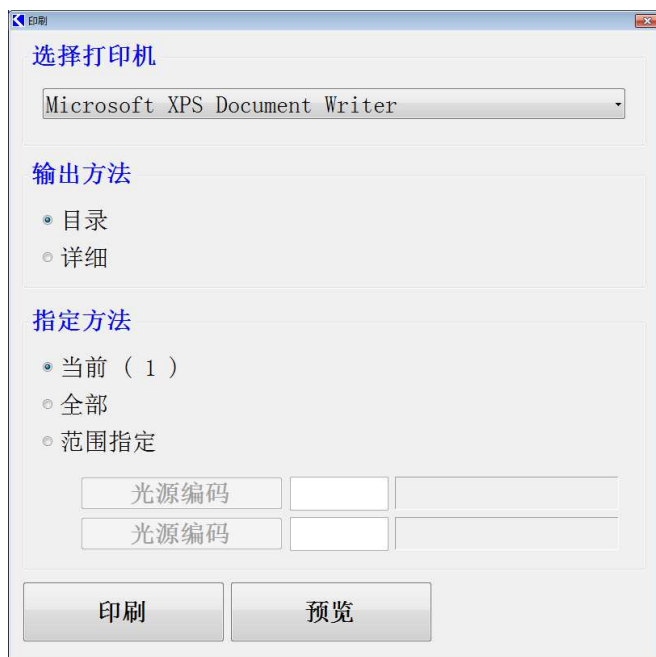 印刷
选择打印机
Microsoft XPS Document Writer
输出方法
目录
详细
指定方法
当前 ( 1 )
全部
范围指定
光源编码
光源编码
印刷 预览